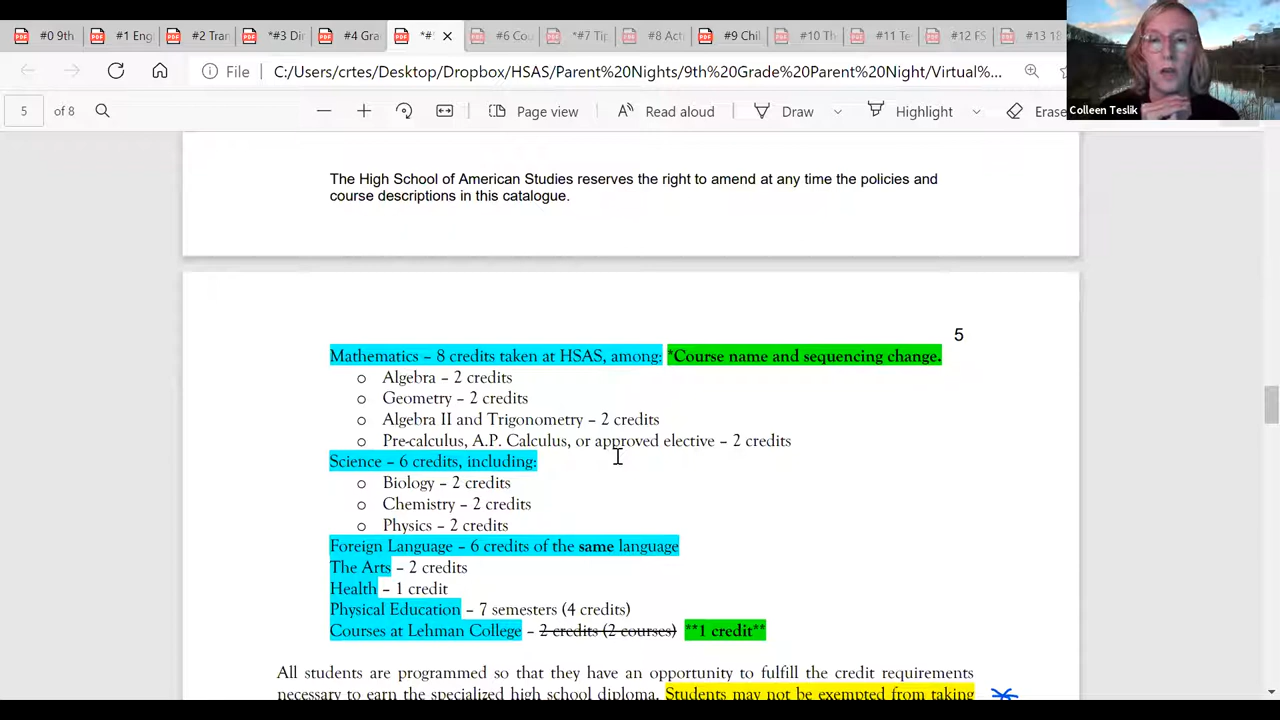 #0 9th
#1 Eng
#2 Tran
*#3 Dir
#4 Gra
*#
#6 Cou
*#7 Tip
#8 Act
#9 Chil
#10 Th
#11 Te
#12 FS
#13 18
File
C:/Users/crtes/Desktop/Dropbox/HSAS/Parent%20Nights/9th%20Grade%20Parent%20Night/Virtual%...
Colleen Teslik
5 of 8
Page view
Read aloud
Draw
Highlight
Erase
The High School of American Studies reserves the right to amend at any time the policies and
course descriptions in this catalogue.
5
Mathematics – 8 credits taken at HSAS, among: *Course name and sequencing change.
o Algebra – 2 credits
o Geometry – 2 credits
o Algebra II and Trigonometry – 2 credits
o Pre-calculus, A.P. Calculus, or approved elective – 2 credits
Science – 6 credits, including:
o Biology – 2 credits
o Chemistry – 2 credits
o Physics – 2 credits
Foreign Language – 6 credits of the same language
The Arts – 2 credits
Health – 1 credit
Physical Education – 7 semesters (4 credits)
Courses at Lehman College – 2 credits (2 courses) **1 credit**
All students are programmed so that they have an opportunity to fulfill the credit requirements
necessary to earn the specialized high school diploma. Students may not be exempted from taking